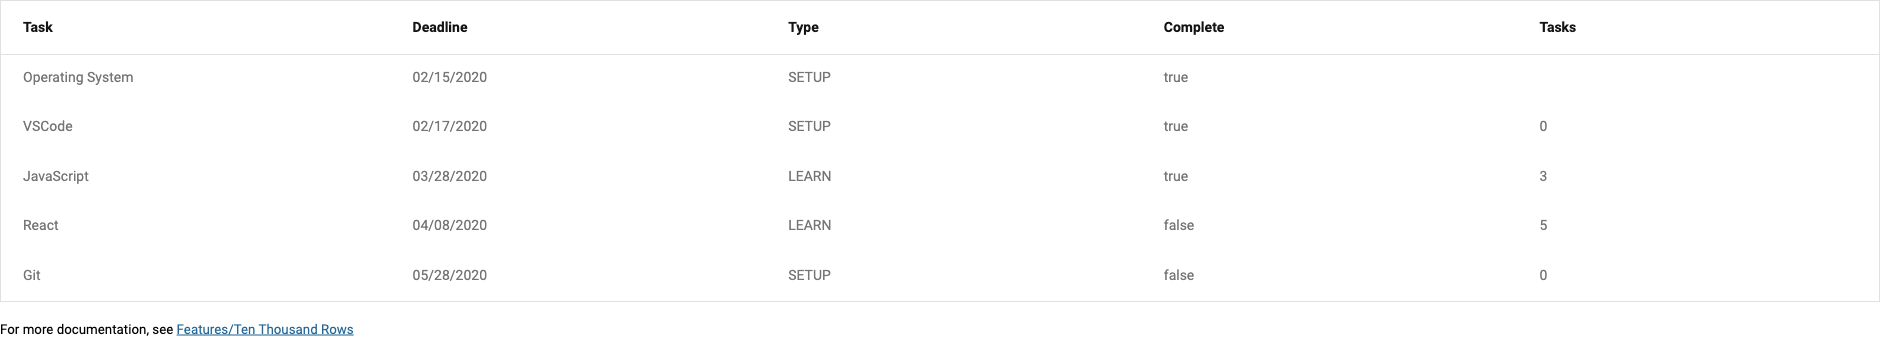 Task Deadline Type Complete Tasks
Operating System 02/15/2020 SETUP true
VSCode 02/17/2020 SETUP true 0
JavaScript 03/28/2020 LEARN true 3
React 04/08/2020 LEARN false 5
Git 05/28/2020 SETUP false 0
For more documentation, see Features/Ten Thousand Rows